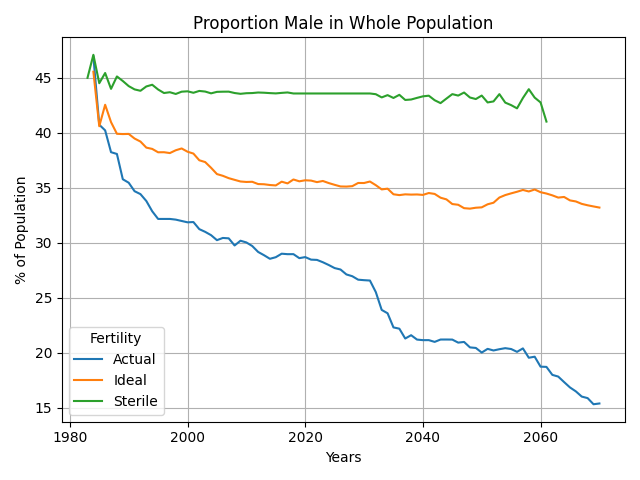 Proportion Male in Whole Population
% of Population
45
40
35
30
25
20
15
Fertility
Actual
Ideal
Sterile
1980
2000
2020
2040
2060
Years